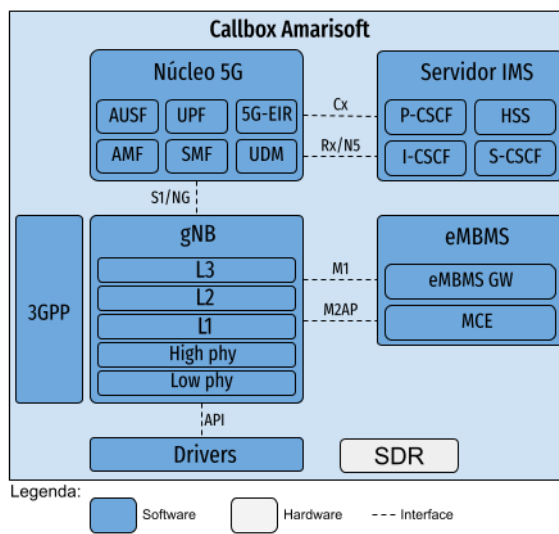 Callbox Amarisoft
Núcleo 5G
AUSF UPF 5G-EIR
AMF SMF UDM
Cx
Rx/N5
Servidor IMS
P-CSCF HSS
I-CSCF S-CSCF
S1/NG
3GPP
gNB
L3
L2
L1
High phy
Low phy
M1
M2AP
eMBMS
eMBMS GW
MCE
API
Drivers
SDR
Legenda:
Software Hardware Interface